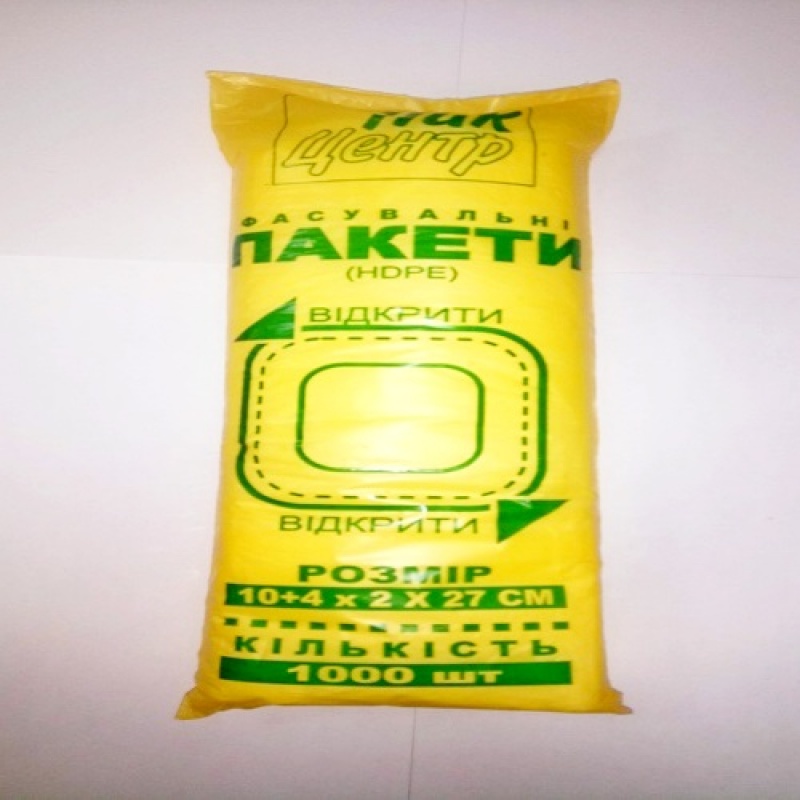 Пак
Центр
ФАСУВАЛЬНІ
ПАКЕТИ
(HDPE)
ВІДКРИТИ
ВІДКРИТИ
РОЗМІР
10+4 x 2 X 27 СМ
КІЛЬКІСТЬ
1000 шт